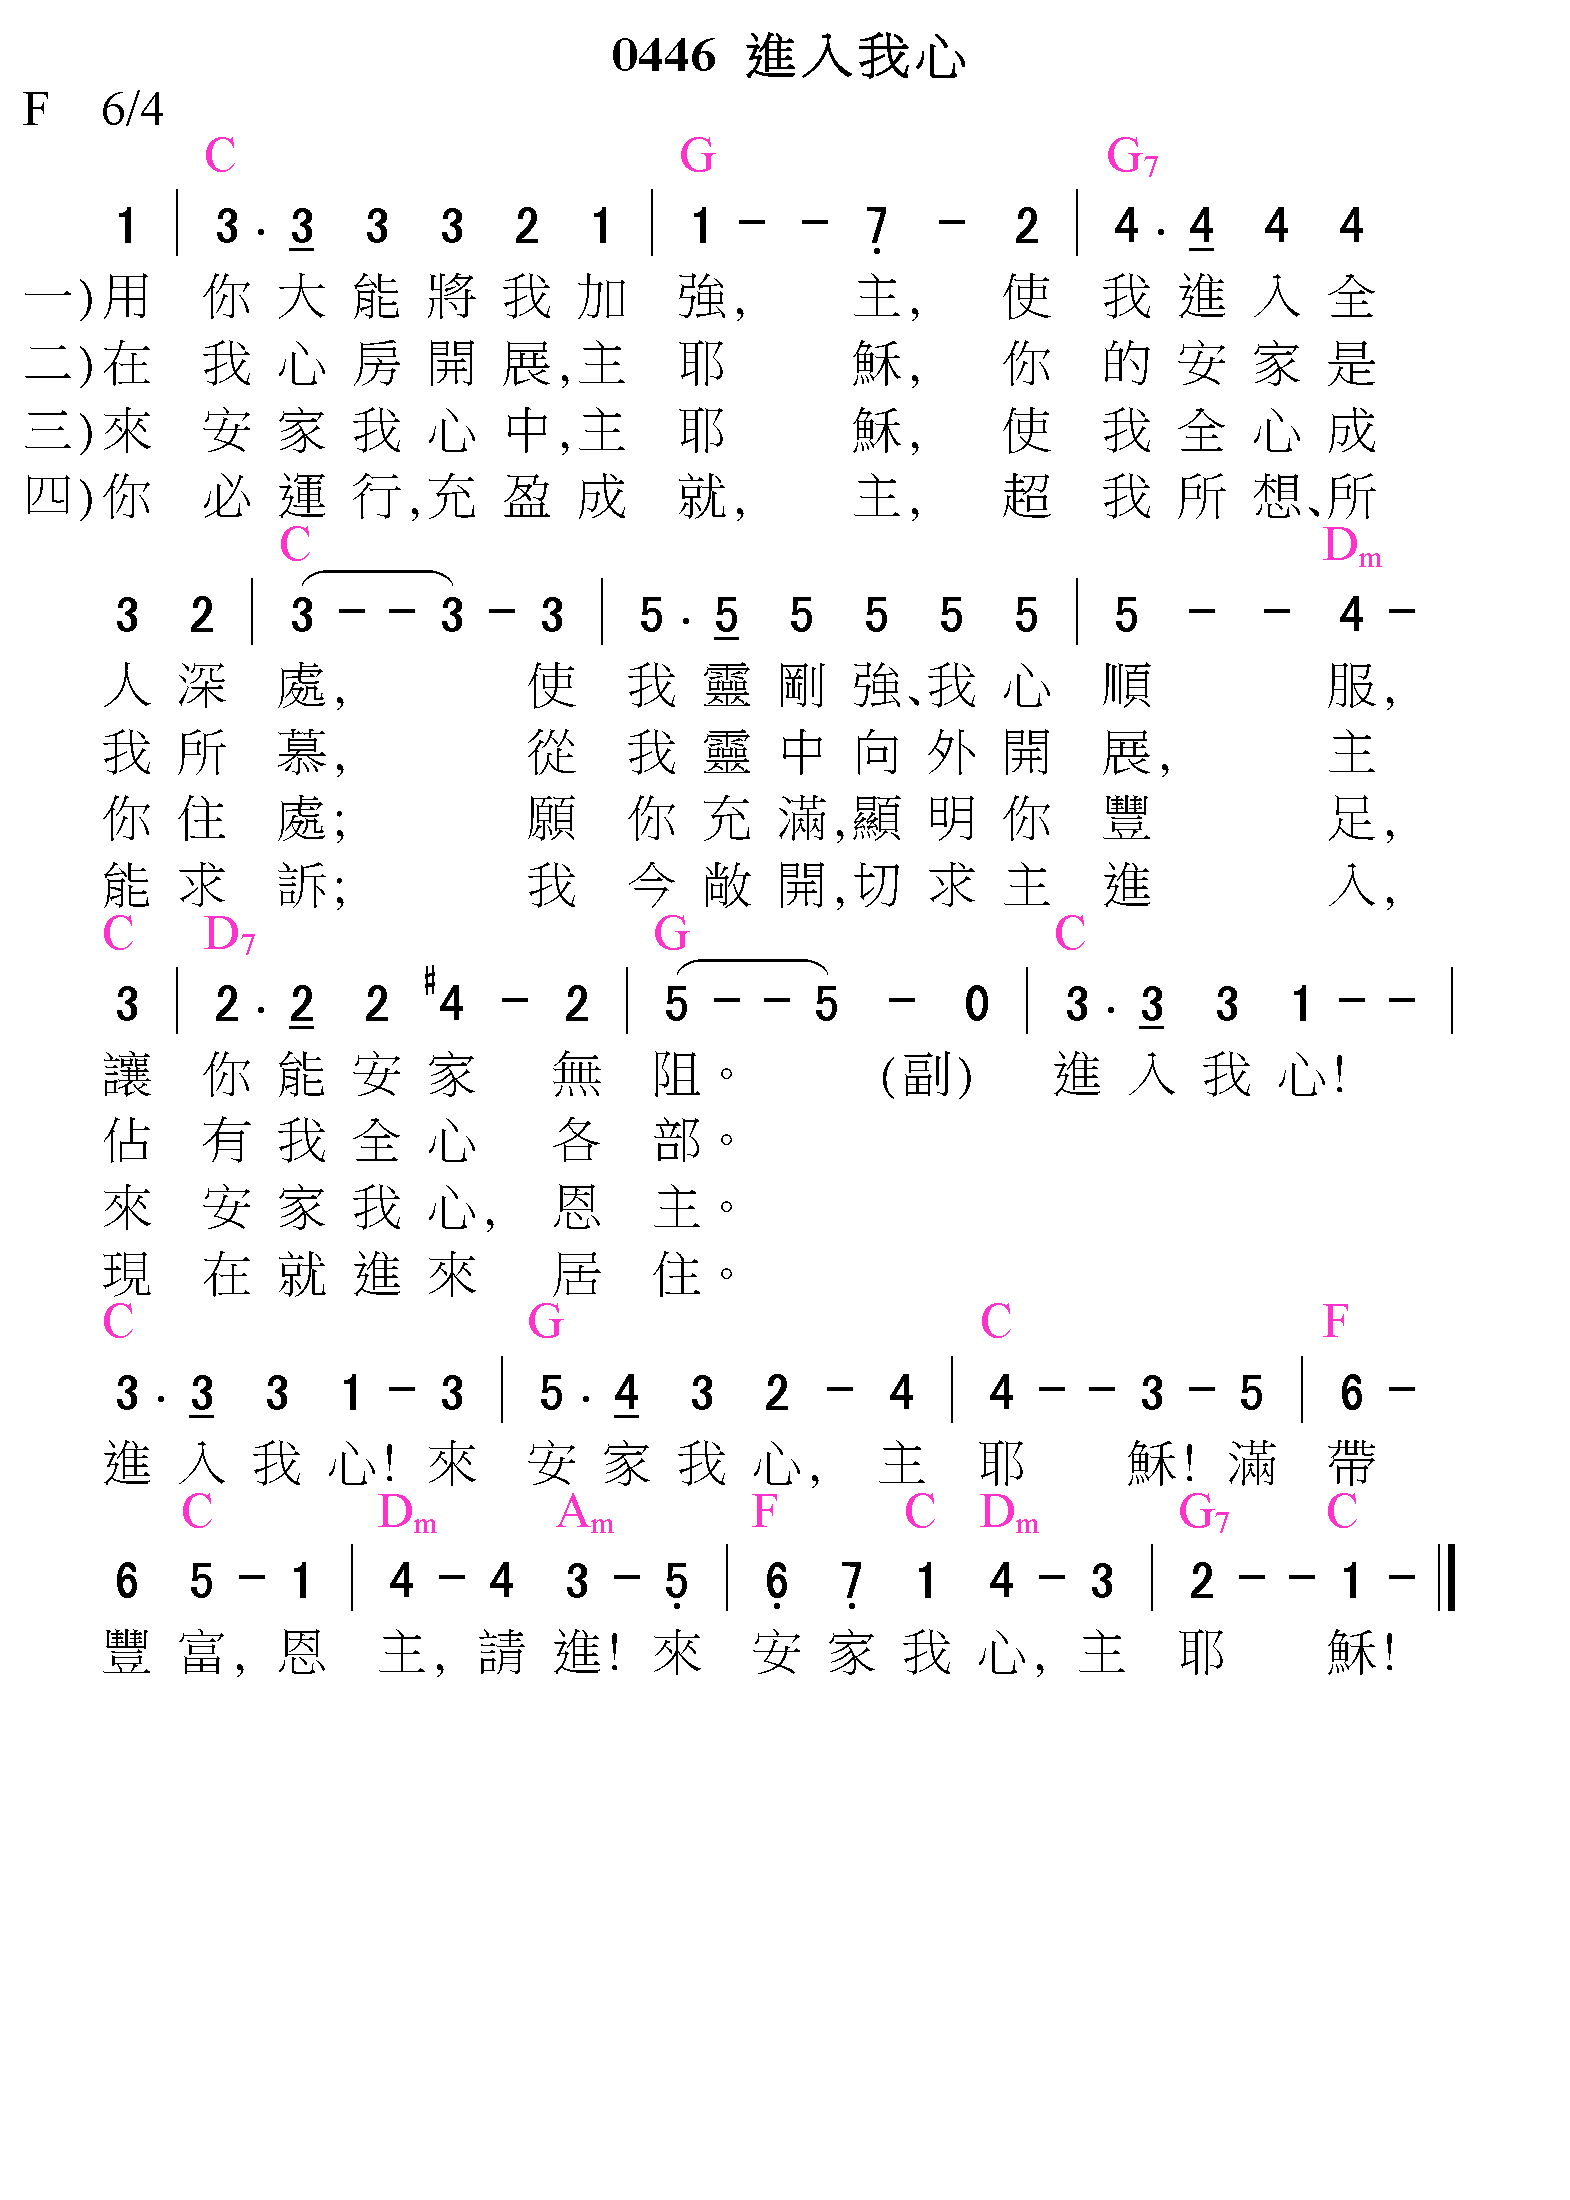 0446 進入我心
F 6/4
C G G7
1 | 3 . 3 3 3 2 1 | 1 - - 7 - 2 | 4 . 4 4 4
一)用 你 大 能 將 我 加 強, 主, 使 我 進 入 全
二)在 我 心 房 開 展,主 耶 穌, 你 的 安 家 是
三)來 安 家 我 心 中,主 耶 穌, 使 我 全 心 成
四)你 必 運 行,充 盈 成 就, 主, 超 我 所 想、所
C Dm
3 2 | 3 - - 3 - 3 | 5 . 5 5 5 5 5 | 5 - - 4 -
人 深 處, 使 我 靈 剛 強、我 心 順 服,
我 所 慕, 從 我 靈 中 向 外 開 展, 主
你 住 處; 願 你 充 滿,顯 明 你 豐 足,
能 求 訴; 我 今 敞 開,切 求 主 進 入,
C D7 G C
3 | 2 . 2 2 #4 - 2 | 5 - - 5 - 0 | 3 . 3 3 1 - - |
讓 你 能 安 家 無 阻。 (副) 進 入 我 心!
佔 有 我 全 心 各 部。
來 安 家 我 心, 恩 主。
現 在 就 進 來 居 住。
C G C F
3 . 3 3 1 - 3 | 5 . 4 3 2 - 4 | 4 - - 3 - 5 | 6 -
進 入 我 心! 來 安 家 我 心, 主 耶 穌! 滿 帶
C Dm Am F C Dm G7 C
6 5 - 1 | 4 - 4 3 - 5 | 6 7 1 4 - 3 | 2 - - 1 - ‖
豐 富, 恩 主, 請 進! 來 安 家 我 心, 主 耶 穌!